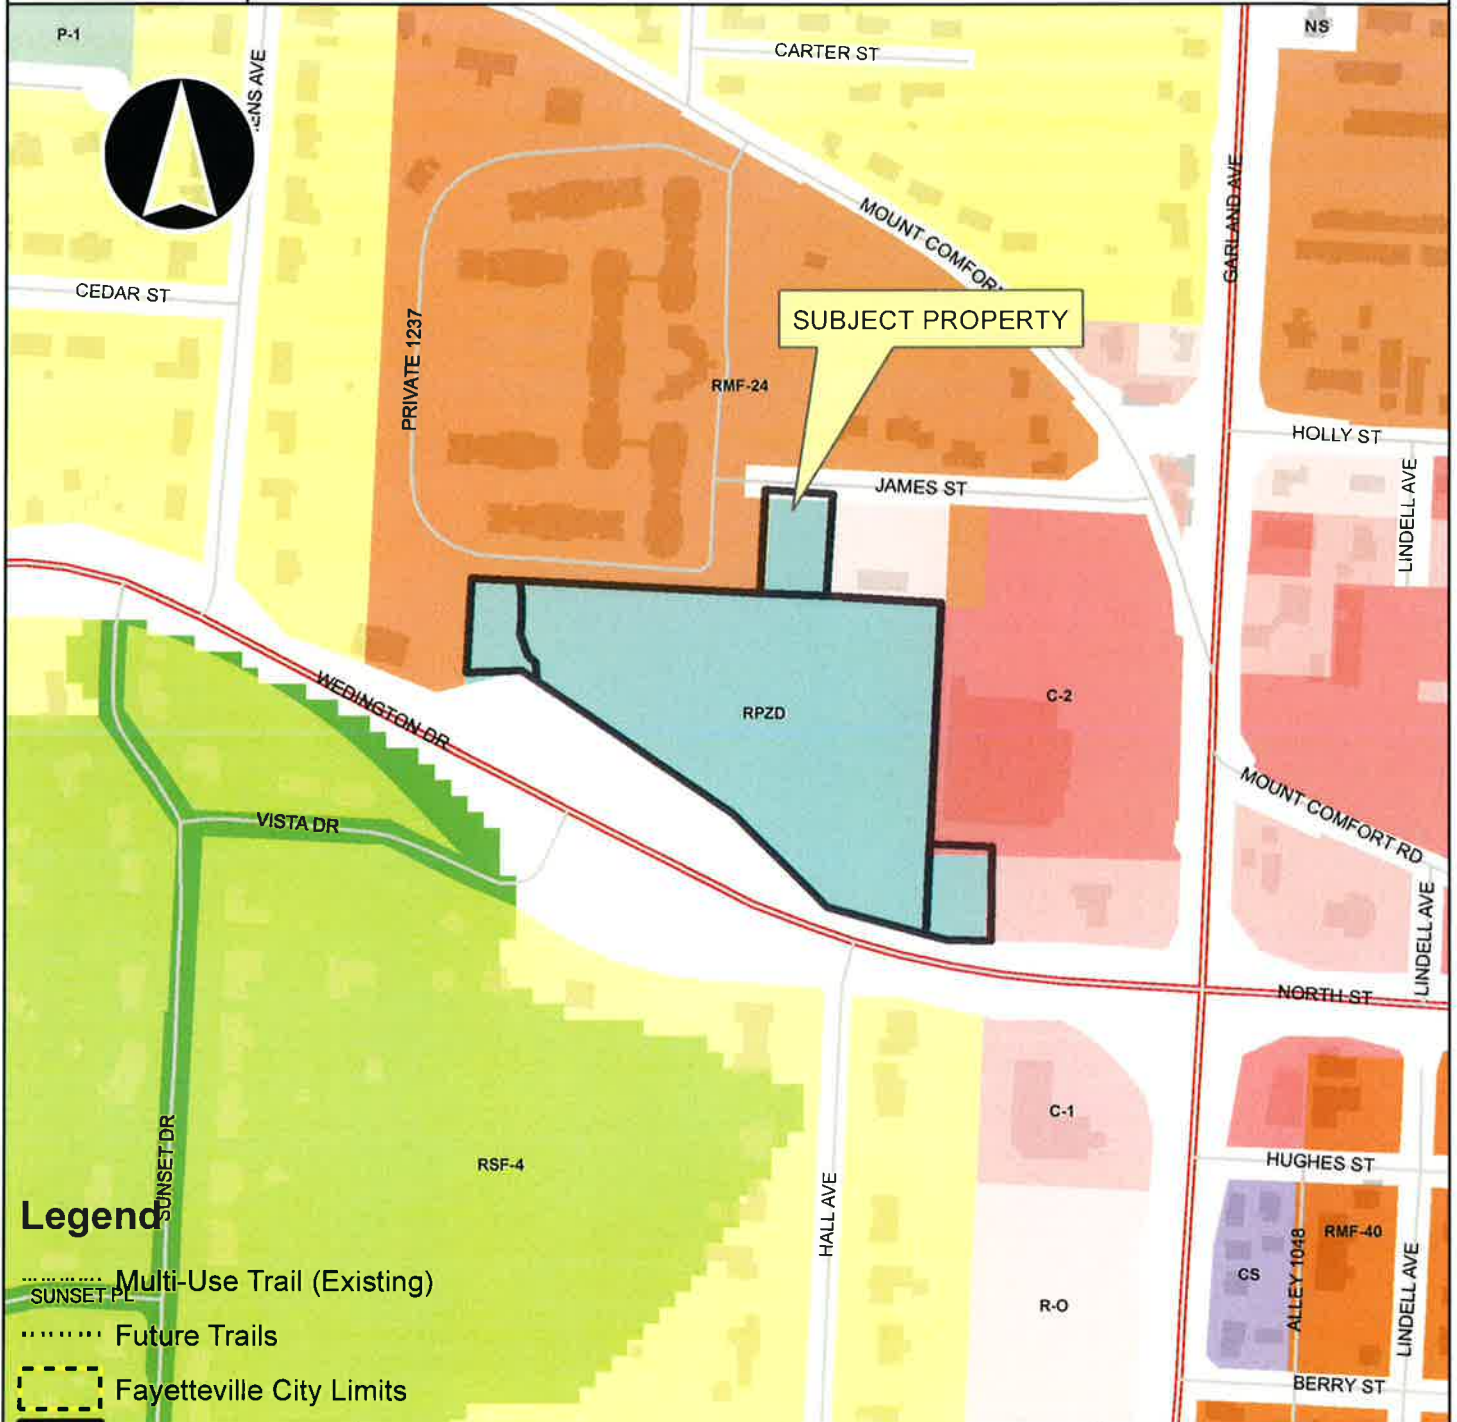 P-1
NS
CARTER ST
ENS AVE
GARLAND AVE
MOUNT COMFORT
CEDAR ST
SUBJECT PROPERTY
PRIVATE 1237
RMF-24
HOLLY ST
JAMES ST
LINDELL AVE
WEDINGTON DR
C-2
RPZD
MOUNT COMFORT RD
VISTA DR
LINDELL AVE
NORTH ST
C-1
SUNSET DR
RSF-4
HUGHES ST
HALL AVE
RMF-40
ALLEY 1048
CS
LINDELL AVE
R-O
BERRY ST
Legend
Multi-Use Trail (Existing)
SUNSET PL
Future Trails
Fayetteville City Limits